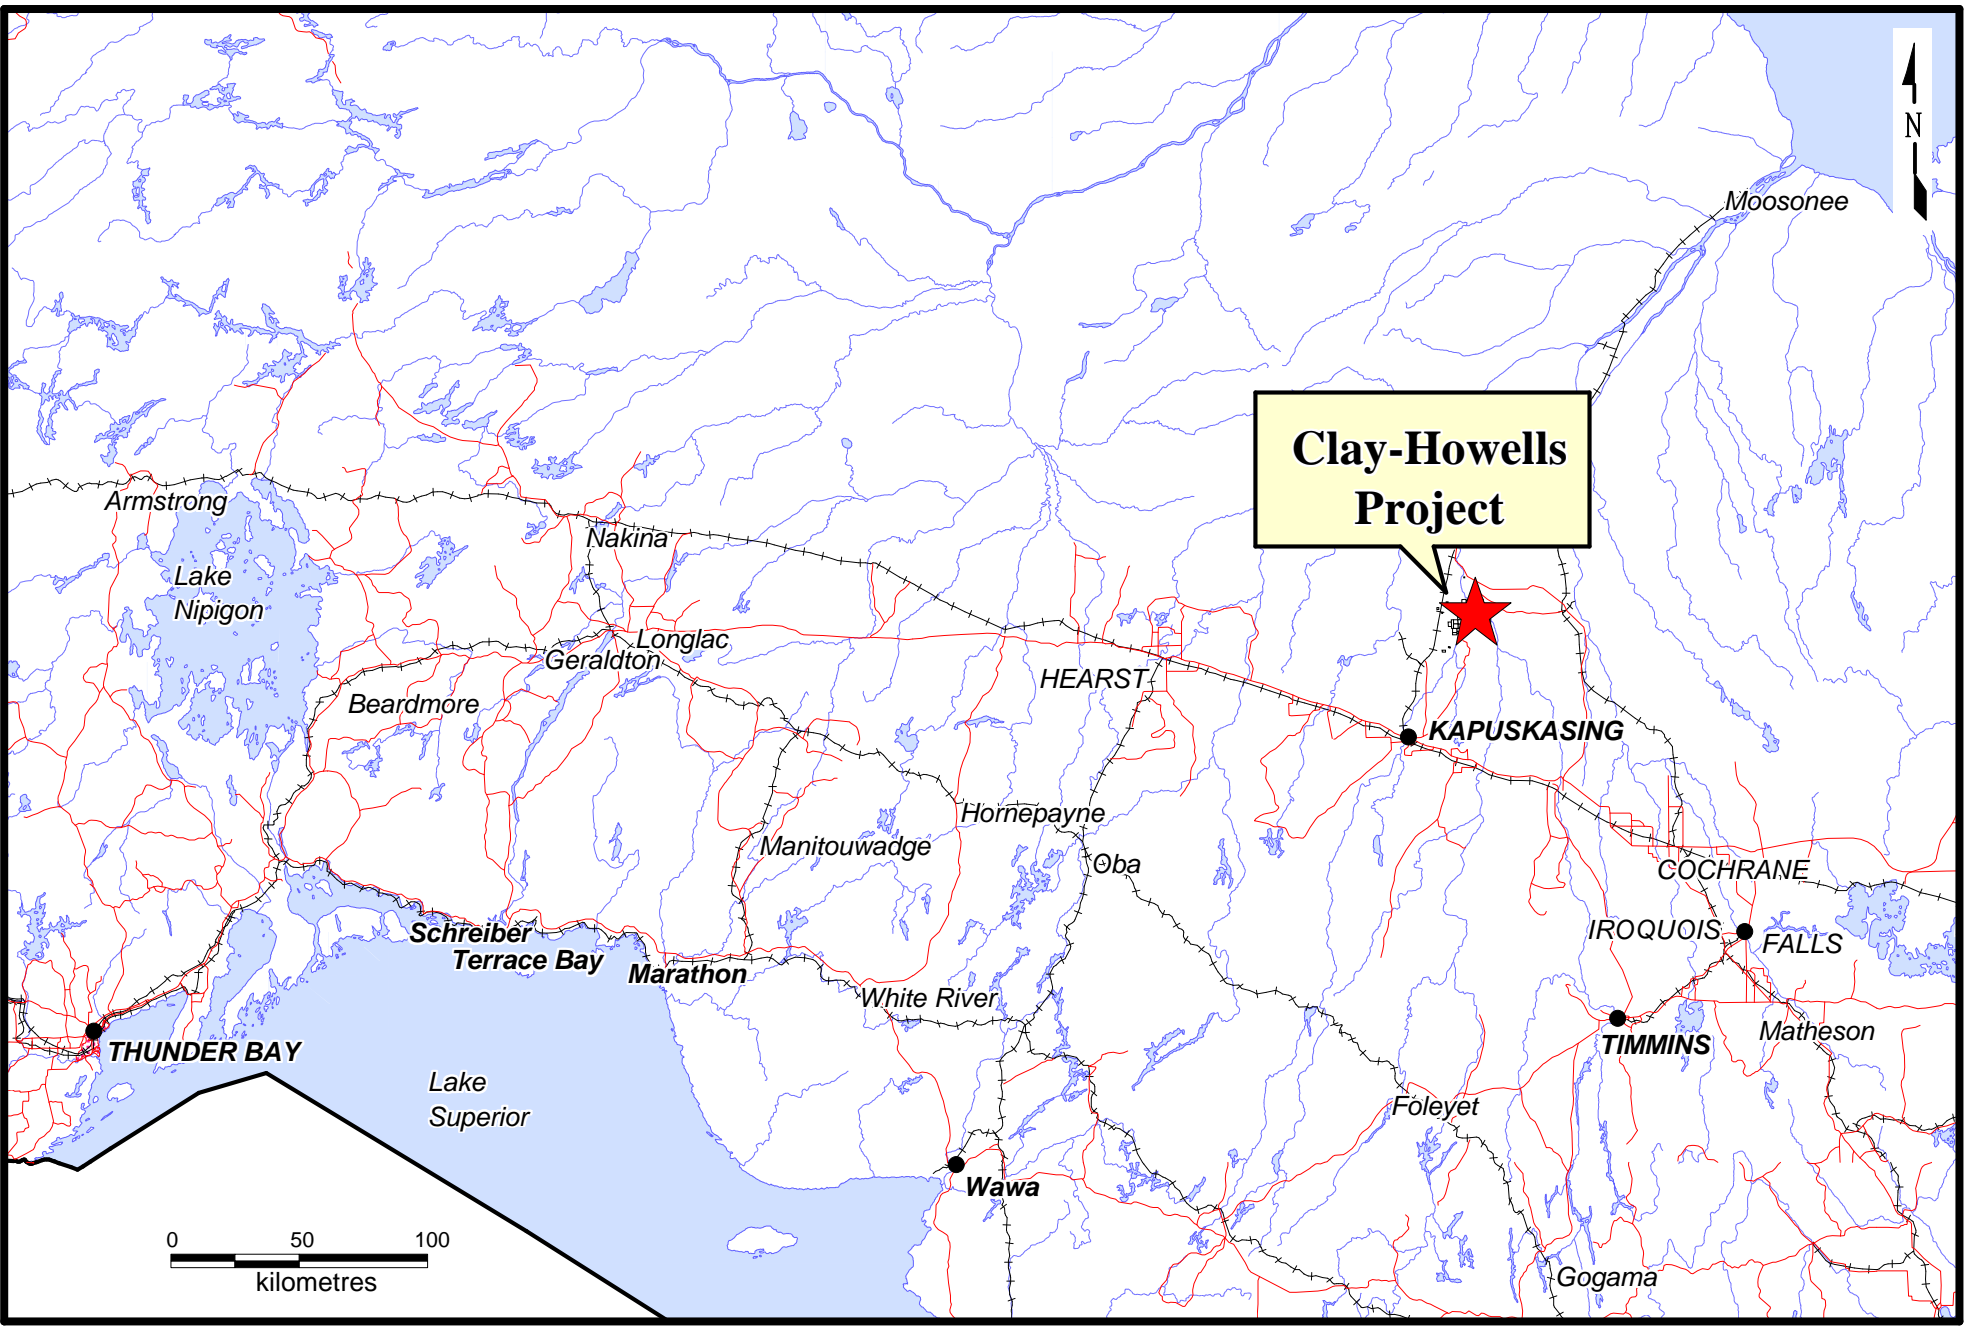 N
Moosonee
Clay-Howells
Project
Armstrong
Nakina
Lake
Nipigon
Longlac
Geraldton
HEARST
Beardmore
KAPUSKASING
Hornepayne
Manitouwadge
Oba
COCHRANE
Schreiber
IROQUOIS
FALLS
Terrace Bay
Marathon
White River
Matheson
THUNDER BAY
TIMMINS
Lake
Superior
Foleyet
Wawa
0 50 100
kilometres
Gogama